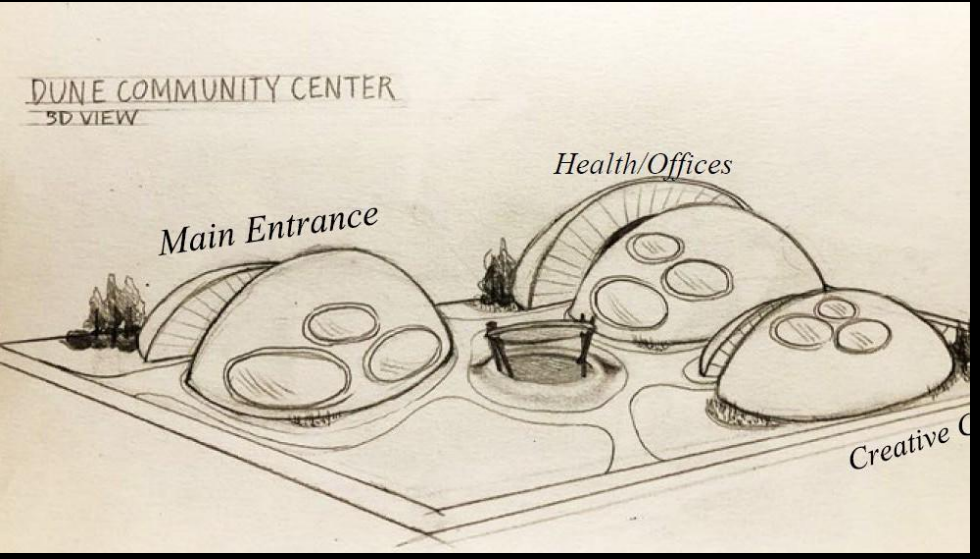 DUNE COMMUNITY CENTER
3D VIEW
Health/Offices
Main Entrance
Creative